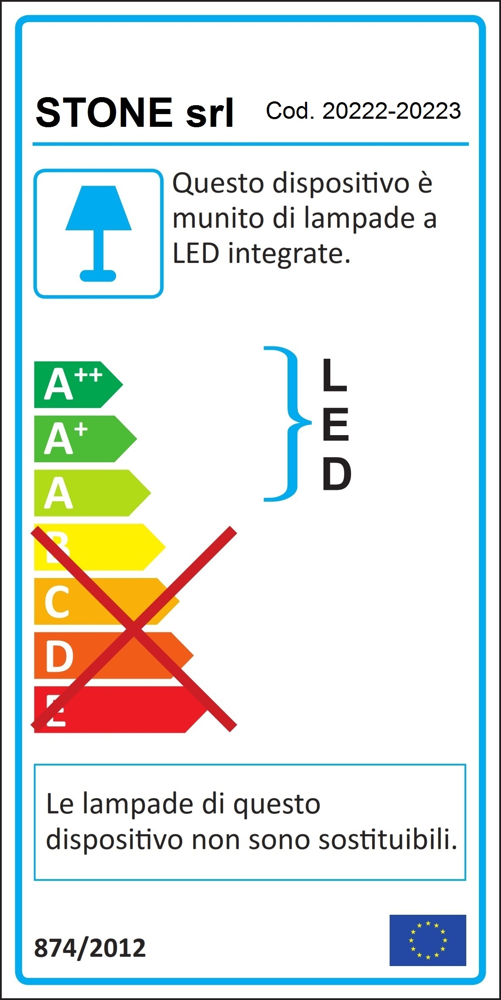 STONE srl Cod. 20222-20223
Questo dispositivo è
munito di lampade a
LED integrate.
A++
A+
A
B
C
D
E
L
E
D
Le lampade di questo
dispositivo non sono sostituibili.
874/2012